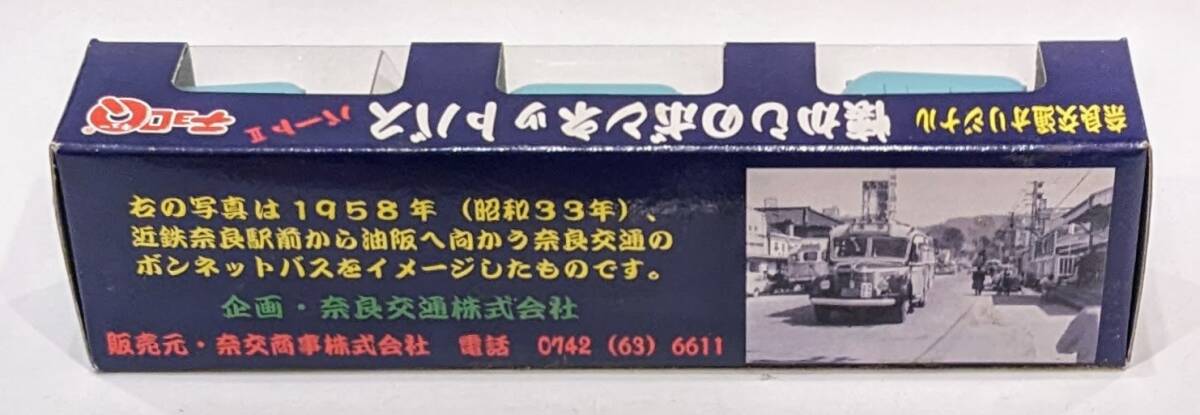 奈良交通オリジナル
懐かしのボンネットバス
パートⅡ
チョロQ
右の写真は１９５８年（昭和３３年）、
近鉄奈良駅前から油阪へ向かう奈良交通の
ボンネットバスをイメージしたものです。
企画・奈良交通株式会社
販売元・奈交商事株式会社　電話　0742（63）6611